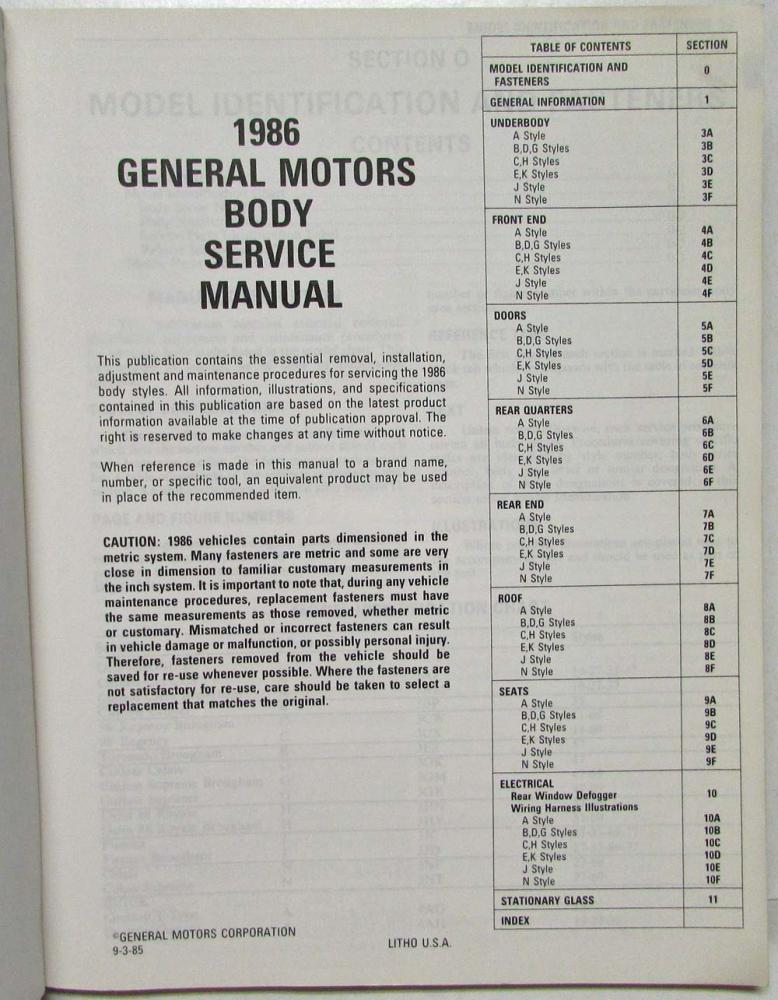 1986
GENERAL MOTORS
BODY
SERVICE
MANUAL
This publication contains the essential removal, installation,
adjustment and maintenance procedures for servicing the 1986
body styles. All information, illustrations, and specifications
contained in this publication are based on the latest product
information available at the time of publication approval. The
right is reserved to make changes at any time without notice.
When reference is made in this manual to a brand name,
number, or specific tool, an equivalent product may be used
in place of the recommended item.
CAUTION: 1986 vehicles contain parts dimensioned in the
metric system. Many fasteners are metric and some are very
close in dimension to familiar customary measurements in
the inch system. It is important to note that, during any vehicle
maintenance procedures, replacement fasteners must have
the same measurements as those removed, whether metric
or customary. Mismatched or incorrect fasteners can result
in vehicle damage or malfunction, or possibly personal injury.
Therefore, fasteners removed from the vehicle should be
saved for re-use whenever possible. Where the fasteners are
not satisfactory for re-use, care should be taken to select a
replacement that matches the original.
©GENERAL MOTORS CORPORATION
9-3-85
LITHO U.S.A.
TABLE OF CONTENTS SECTION
MODEL IDENTIFICATION AND
FASTENERS 0
GENERAL INFORMATION 1
UNDERBODY
A Style 3A
B,D,G Styles 3B
C,H Styles 3C
E,K Styles 3D
J Style 3E
N Style 3F
FRONT END
A Style 4A
B,D,G Styles 4B
C,H Styles 4C
E,K Styles 4D
J Style 4E
N Style 4F
DOORS
A Style 5A
B,D,G Styles 5B
C,H Styles 5C
E,K Styles 5D
J Style 5E
N Style 5F
REAR QUARTERS
A Style 6A
B,D,G Styles 6B
C,H Styles 6C
E,K Styles 6D
J Style 6E
N Style 6F
REAR END
A Style 7A
B,D,G Styles 7B
C,H Styles 7C
E,K Styles 7D
J Style 7E
N Style 7F
ROOF
A Style 8A
B,D,G Styles 8B
C,H Styles 8C
E,K Styles 8D
J Style 8E
N Style 8F
SEATS
A Style 9A
B,D,G Styles 9B
C,H Styles 9C
E,K Styles 9D
J Style 9E
N Style 9F
ELECTRICAL
Rear Window Defogger 10
Wiring Harness Illustrations
A Style 10A
B,D,G Styles 10B
C,H Styles 10C
E,K Styles 10D
J Style 10E
N Style 10F
STATIONARY GLASS 11
INDEX